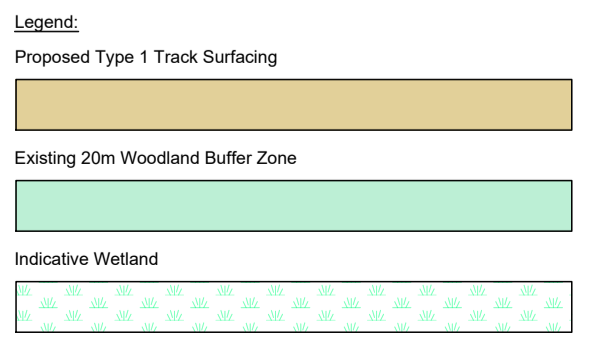 Legend:
Proposed Type 1 Track Surfacing
Existing 20m Woodland Buffer Zone
Indicative Wetland